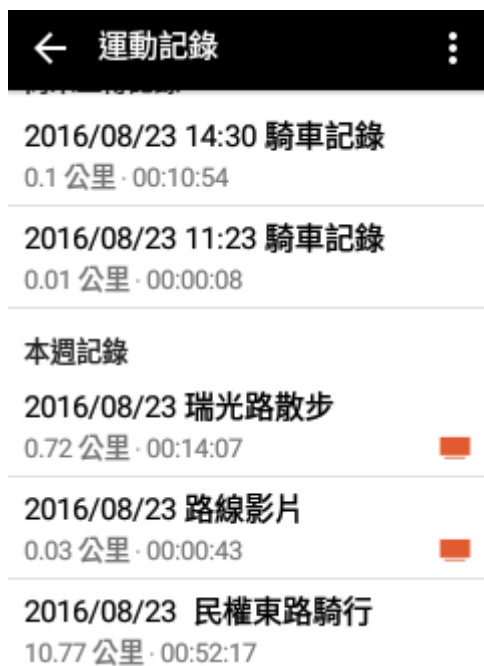 運動記錄
2016/08/23 14:30 騎車記錄
0.1 公里 · 00:10:54
2016/08/23 11:23 騎車記錄
0.01 公里 · 00:00:08
本週記錄
2016/08/23 瑞光路散步
0.72 公里 · 00:14:07
2016/08/23 路線影片
0.03 公里 · 00:00:43
2016/08/23 民權東路騎行
10.77 公里 · 00:52:17